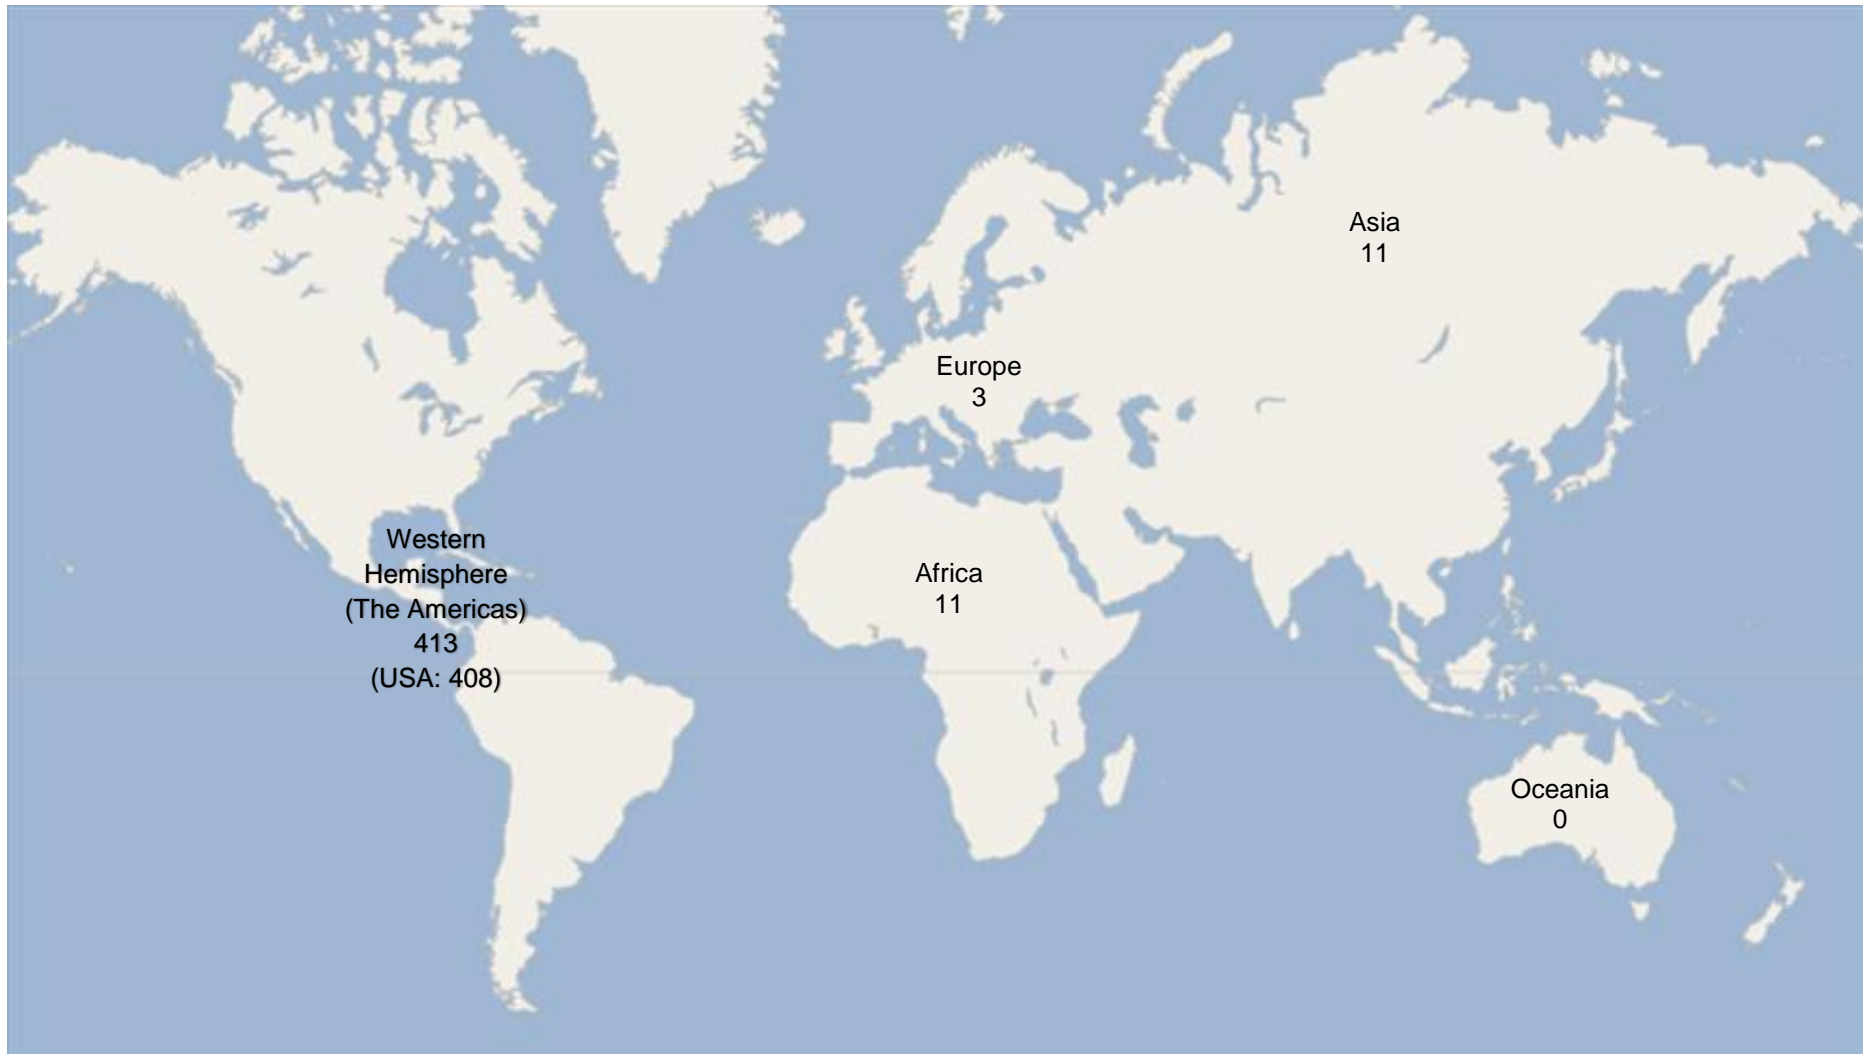 Asia
11
Europe
3
Western
Hemisphere
(The Americas)
413
(USA: 408)
Africa
11
Oceania
0